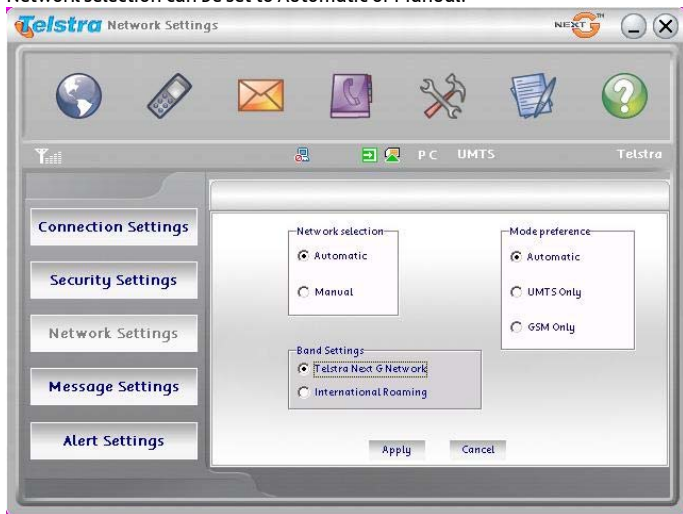 Network selection can be set to Automatic or Manual.
Telstra Network Settings
NEXT G™
PC UMTS Telstra
Connection Settings
Security Settings
Network Settings
Message Settings
Alert Settings
Network selection
Automatic
Manual
Mode preference
Automatic
UMTS Only
GSM Only
Band Settings
Telstra Next G Network
International Roaming
Apply Cancel